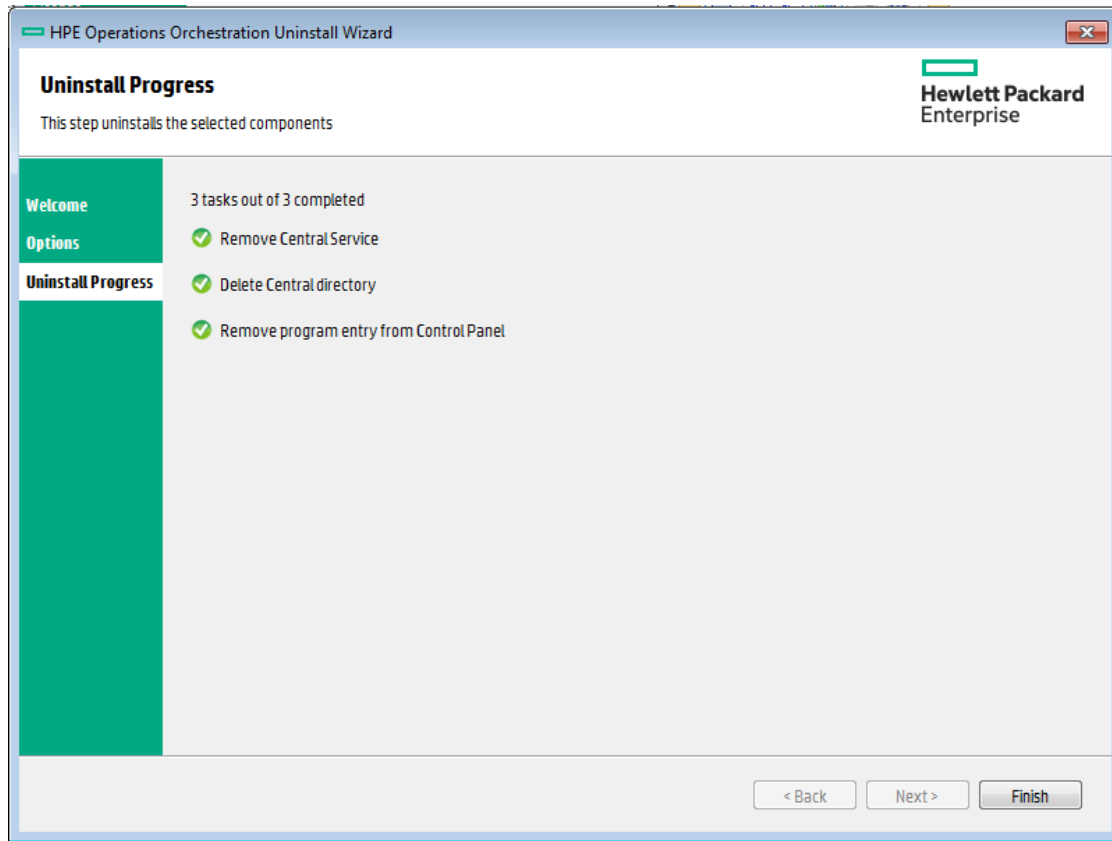 HPE Operations Orchestration Uninstall Wizard
Uninstall Progress
This step uninstalls the selected components
Hewlett Packard
Enterprise
Welcome
Options
Uninstall Progress
3 tasks out of 3 completed
Remove Central Service
Delete Central directory
Remove program entry from Control Panel
< Back
Next >
Finish